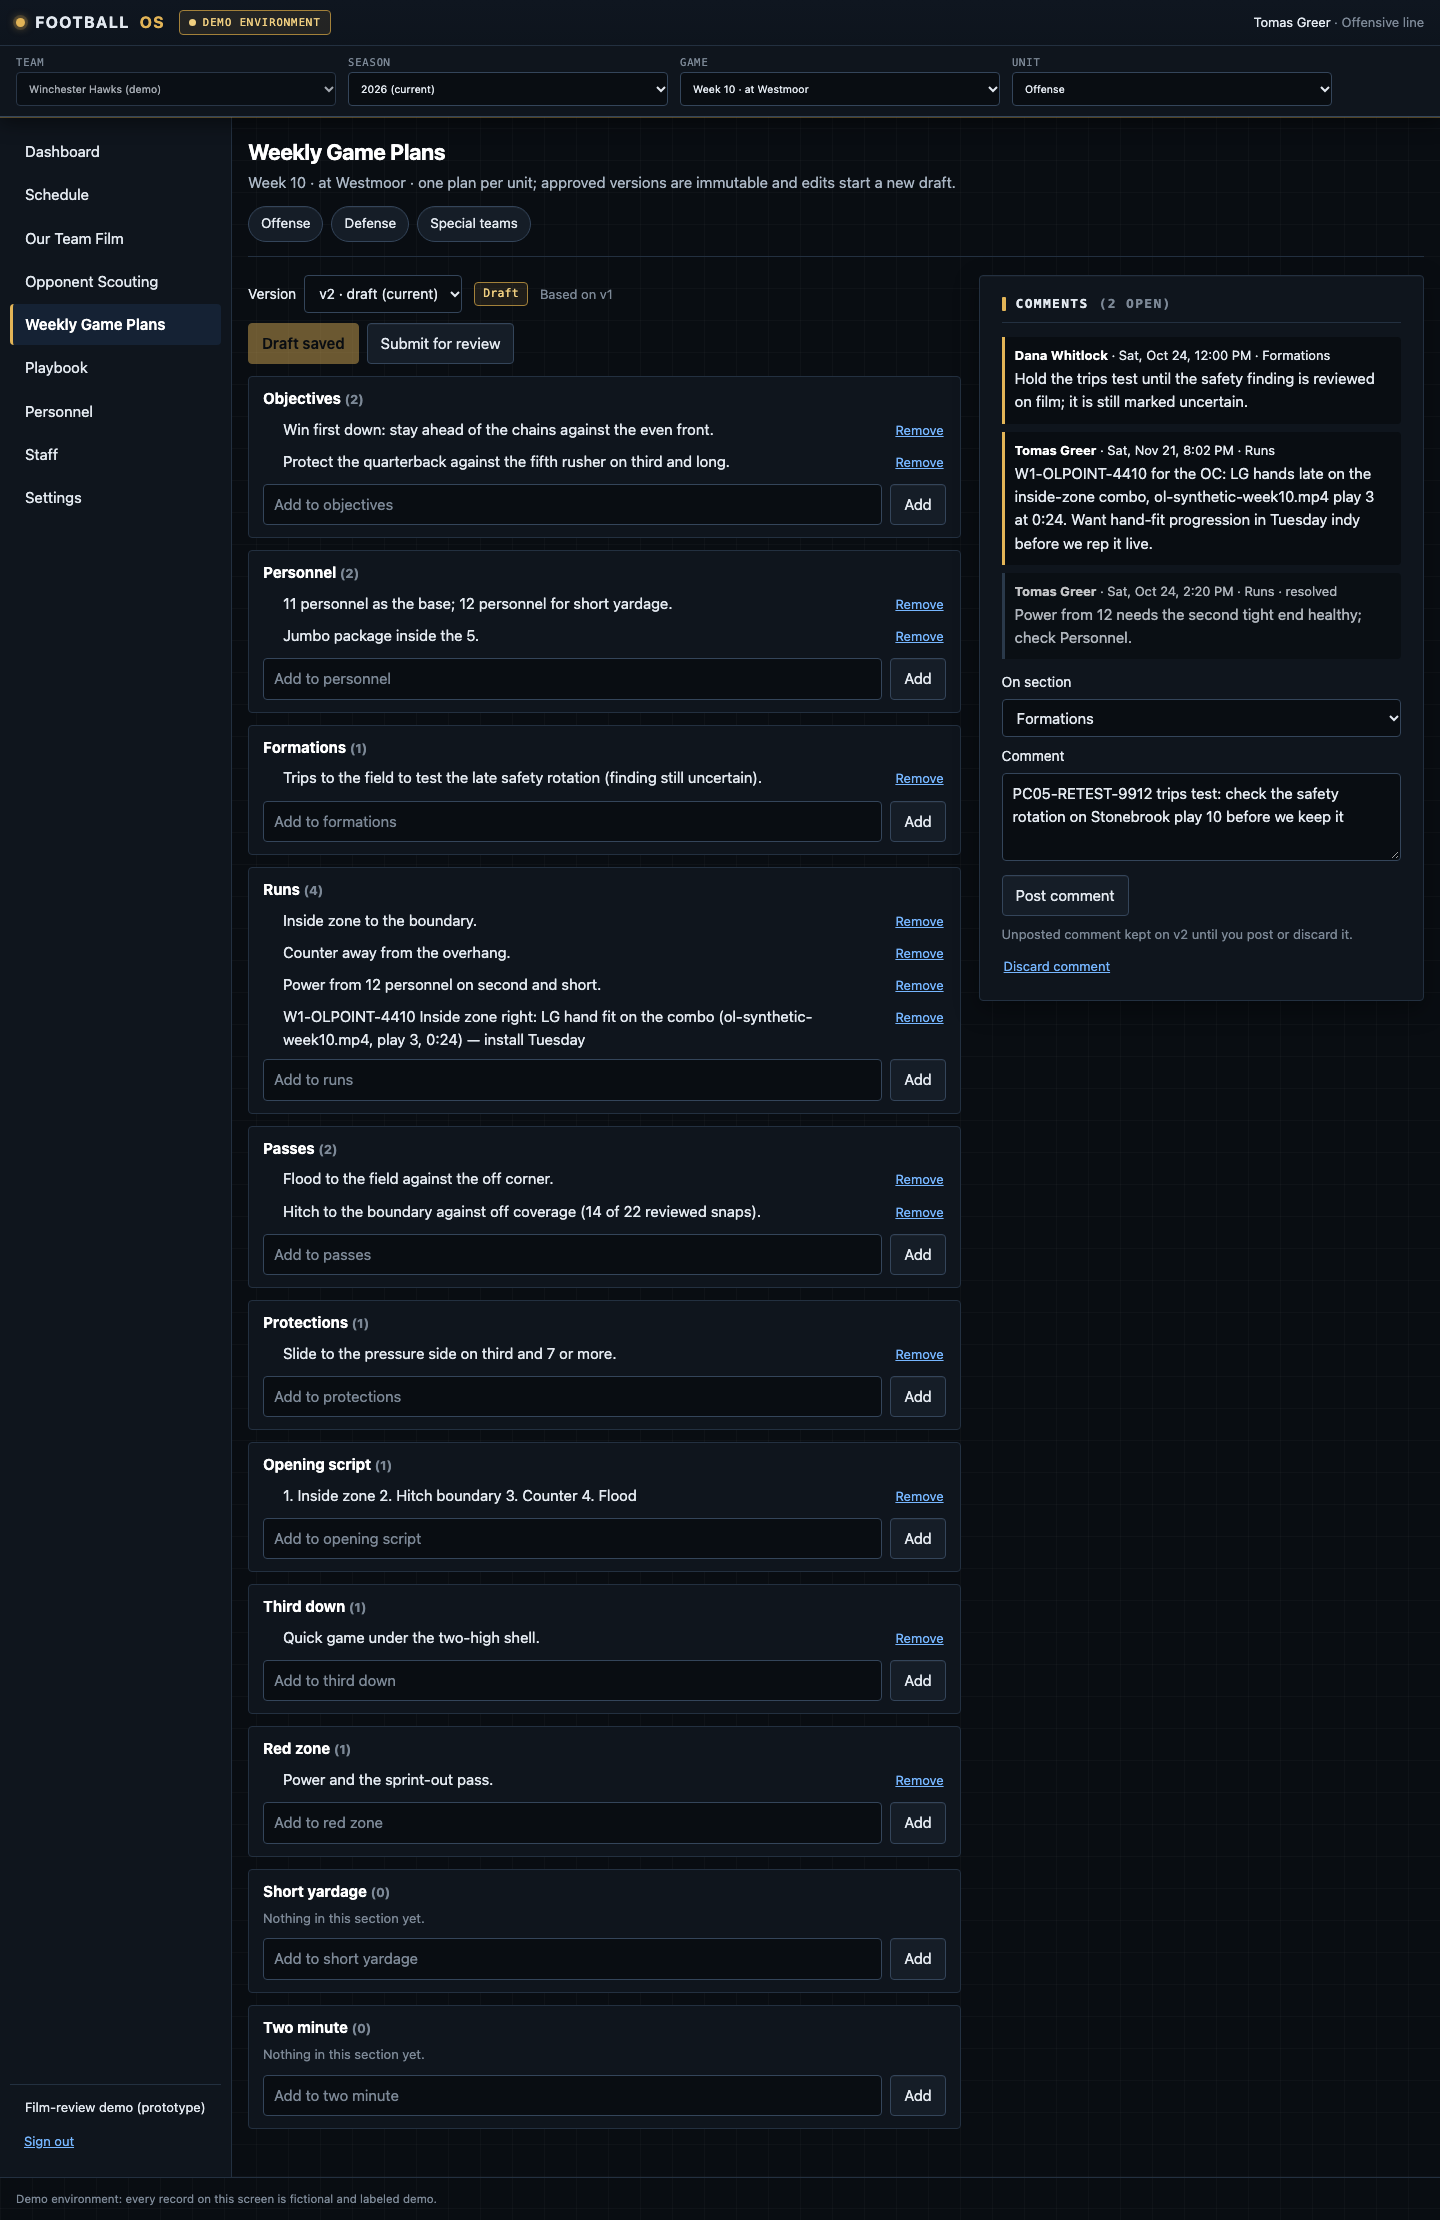 FOOTBALL OS
DEMO ENVIRONMENT
Tomas Greer · Offensive line
TEAM
Winchester Hawks (demo)
SEASON
2026 (current)
GAME
Week 10 · at Westmoor
UNIT
Offense
Dashboard
Schedule
Our Team Film
Opponent Scouting
Weekly Game Plans
Playbook
Personnel
Staff
Settings
Film-review demo (prototype)
Sign out
Weekly Game Plans
Week 10 · at Westmoor · one plan per unit; approved versions are immutable and edits start a new draft.
Offense
Defense
Special teams
Version
v2 · draft (current)
Draft
Based on v1
Draft saved
Submit for review
Objectives (2)
Win first down: stay ahead of the chains against the even front.
Remove
Protect the quarterback against the fifth rusher on third and long.
Remove
Add to objectives
Add
Personnel (2)
11 personnel as the base; 12 personnel for short yardage.
Remove
Jumbo package inside the 5.
Remove
Add to personnel
Add
Formations (1)
Trips to the field to test the late safety rotation (finding still uncertain).
Remove
Add to formations
Add
Runs (4)
Inside zone to the boundary.
Remove
Counter away from the overhang.
Remove
Power from 12 personnel on second and short.
Remove
W1-OLPOINT-4410 Inside zone right: LG hand fit on the combo (ol-synthetic-
week10.mp4, play 3, 0:24) — install Tuesday
Remove
Add to runs
Add
Passes (2)
Flood to the field against the off corner.
Remove
Hitch to the boundary against off coverage (14 of 22 reviewed snaps).
Remove
Add to passes
Add
Protections (1)
Slide to the pressure side on third and 7 or more.
Remove
Add to protections
Add
Opening script (1)
1. Inside zone 2. Hitch boundary 3. Counter 4. Flood
Remove
Add to opening script
Add
Third down (1)
Quick game under the two-high shell.
Remove
Add to third down
Add
Red zone (1)
Power and the sprint-out pass.
Remove
Add to red zone
Add
Short yardage (0)
Nothing in this section yet.
Add to short yardage
Add
Two minute (0)
Nothing in this section yet.
Add to two minute
Add
COMMENTS (2 OPEN)
Dana Whitlock · Sat, Oct 24, 12:00 PM · Formations
Hold the trips test until the safety finding is reviewed
on film; it is still marked uncertain.
Tomas Greer · Sat, Nov 21, 8:02 PM · Runs
W1-OLPOINT-4410 for the OC: LG hands late on the
inside-zone combo, ol-synthetic-week10.mp4 play 3
at 0:24. Want hand-fit progression in Tuesday indy
before we rep it live.
Tomas Greer · Sat, Oct 24, 2:20 PM · Runs · resolved
Power from 12 needs the second tight end healthy;
check Personnel.
On section
Formations
Comment
PC05-RETEST-9912 trips test: check the safety
rotation on Stonebrook play 10 before we keep it
Post comment
Unposted comment kept on v2 until you post or discard it.
Discard comment
Demo environment: every record on this screen is fictional and labeled demo.